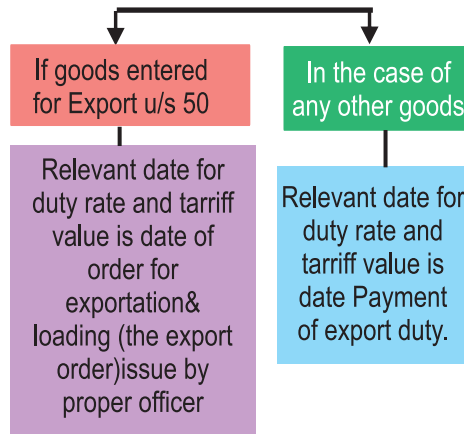 If goods entered
for Export u/s 50
In the case of
any other goods
Relevant date for
duty rate and tarriff
value is date of
order for
exportation&
loading (the export
order)issue by
proper officer
Relevant date for
duty rate and
tarriff value is
date Payment
of export duty.